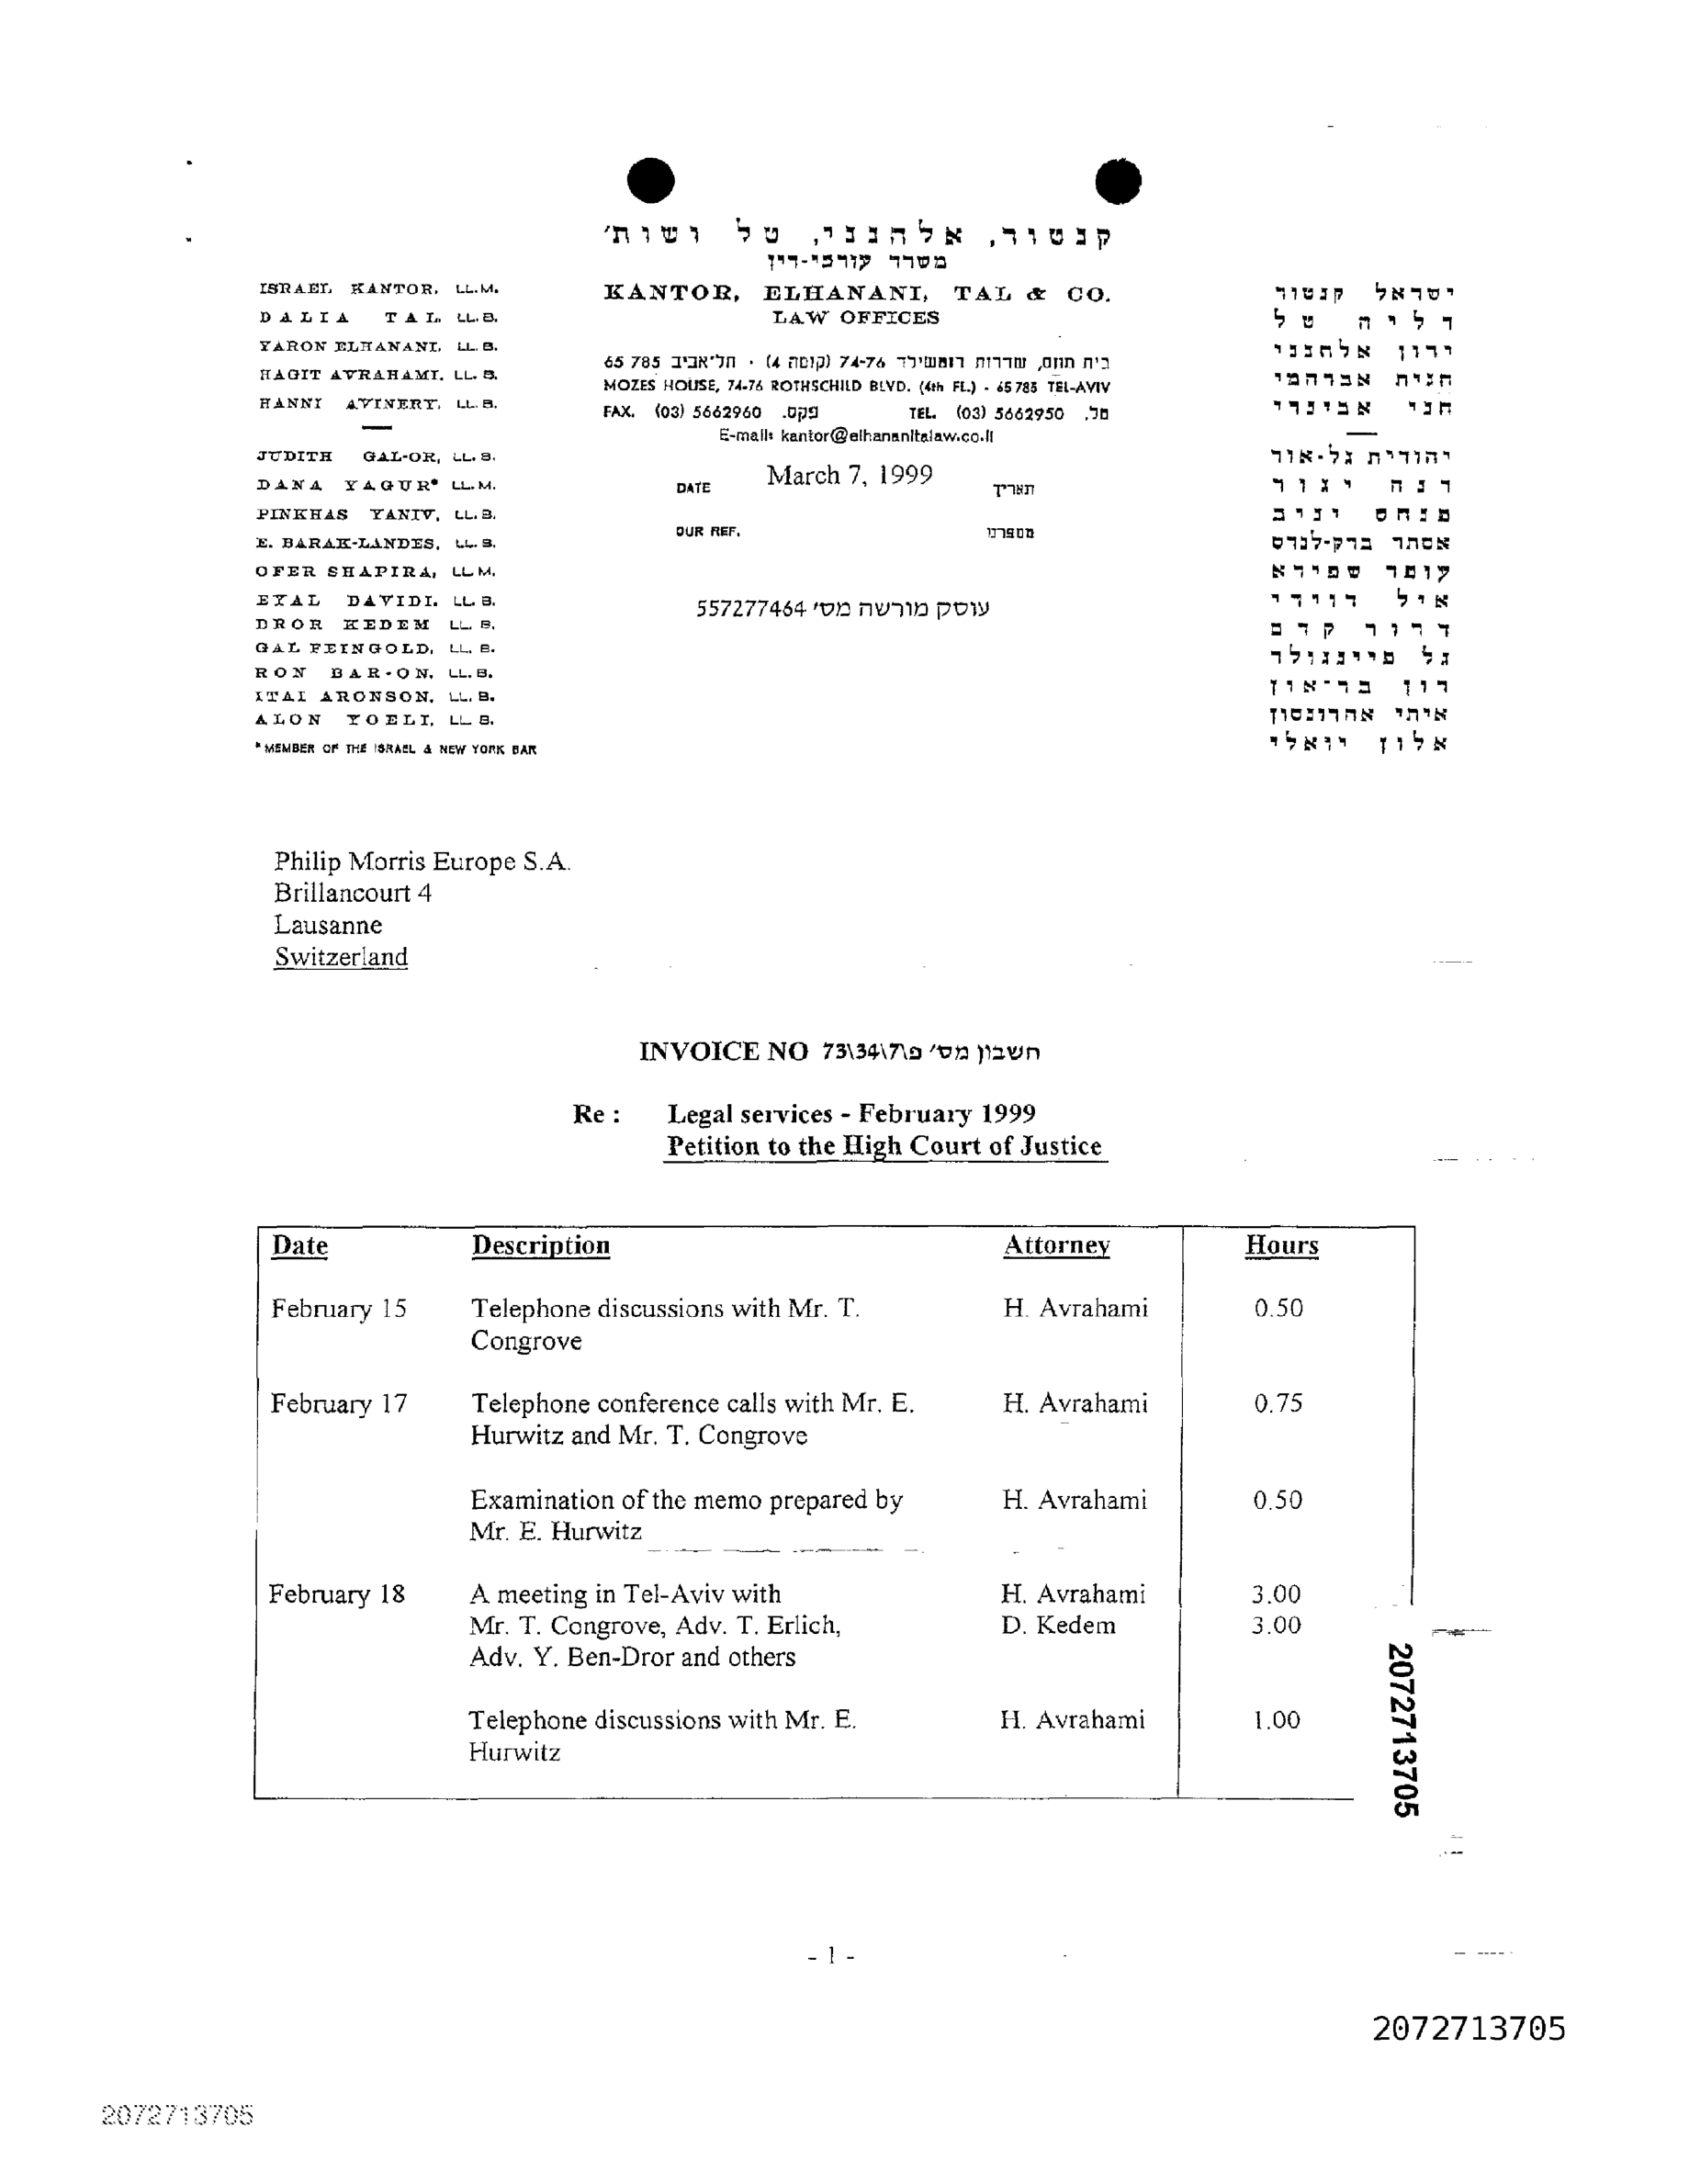 קנטור, אלחנני, טל ושות'
משרד עורכי-דין
KANTOR, ELHANANI, TAL & CO.
LAW OFFICES
בית מוזס, שדרות רוטשילד 74-76 (קומה 4) · תל־אביב 785 65
MOZES HOUSE, 74-76 ROTHSCHILD BLVD. (4th FL.) - 65785 TEL-AVIV
FAX. (03) 5662960 פקס. TEL. (03) 5662950 טל.
E-mail: kantor@elhananitalaw.co.il
DATE March 7, 1999 תאריך
OUR REF. מספרנו
עוסק מורשה מס' 557277464
ISRAEL KANTOR, LL.M.
DALIA TAL, LL.B.
YARON ELHANANI, LL.B.
HAGIT AVRAHAMI, LL.B.
HANNI AVINERY, LL.B.
JUDITH GAL-OR, LL.B.
DANA YAGUR* LL.M.
PINKHAS YANIV, LL.B.
E. BARAK-LANDES, LL.B.
OFER SHAPIRA, LL.M.
EYAL DAVIDI, LL.B.
DROR KEDEM LL.B.
GAL FEINGOLD, LL.B.
RON BAR-ON, LL.B.
ITAI ARONSON, LL.B.
ALON YOELI, LL.B.
* MEMBER OF THE ISRAEL & NEW YORK BAR
ישראל קנטור
דליה טל
ירון אלחנני
חגית אברהמי
חני אבינרי
יהודית גל-אור
דנה יגור
פנחס יניב
אסתר ברק-לנדס
עופר שפירא
איל דוידי
דרור קדם
גל פיינגולד
רון בר־און
איתי אהרונסון
אלון יואלי
Philip Morris Europe S.A.
Brillancourt 4
Lausanne
Switzerland
INVOICE NO חשבון מס' פ\7\34\73
Re : Legal services - February 1999
Petition to the High Court of Justice
Date Description Attorney Hours
February 15 Telephone discussions with Mr. T. H. Avrahami 0.50
Congrove
February 17 Telephone conference calls with Mr. E. H. Avrahami 0.75
Hurwitz and Mr. T. Congrove
Examination of the memo prepared by H. Avrahami 0.50
Mr. E. Hurwitz
February 18 A meeting in Tel-Aviv with H. Avrahami 3.00
Mr. T. Congrove, Adv. T. Erlich, D. Kedem 3.00
Adv. Y. Ben-Dror and others
Telephone discussions with Mr. E. H. Avrahami 1.00
Hurwitz
2072713705
- 1 -
2072713705
2072713705